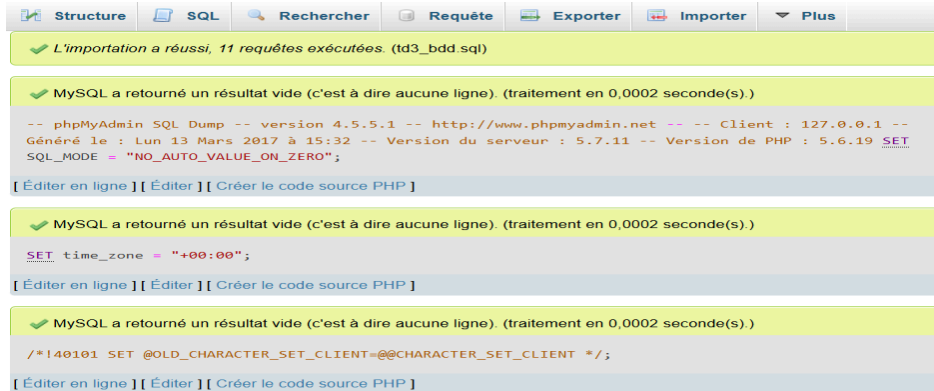 Structure SQL Rechercher Requête Exporter Importer Plus
L'importation a réussi, 11 requêtes exécutées. (td3_bdd.sql)
MySQL a retourné un résultat vide (c'est à dire aucune ligne). (traitement en 0,0002 seconde(s).)
-- phpMyAdmin SQL Dump -- version 4.5.5.1 -- http://www.phpmyadmin.net -- -- Client : 127.0.0.1 --
Généré le : Lun 13 Mars 2017 à 15:32 -- Version du serveur : 5.7.11 -- Version de PHP : 5.6.19 SET
SQL_MODE = "NO_AUTO_VALUE_ON_ZERO";
[ Éditer en ligne ] [ Éditer ] [ Créer le code source PHP ]
MySQL a retourné un résultat vide (c'est à dire aucune ligne). (traitement en 0,0002 seconde(s).)
SET time_zone = "+00:00";
[ Éditer en ligne ] [ Éditer ] [ Créer le code source PHP ]
MySQL a retourné un résultat vide (c'est à dire aucune ligne). (traitement en 0,0002 seconde(s).)
/*!40101 SET @OLD_CHARACTER_SET_CLIENT=@@CHARACTER_SET_CLIENT */;
[ Éditer en ligne ] [ Éditer ] [ Créer le code source PHP ]